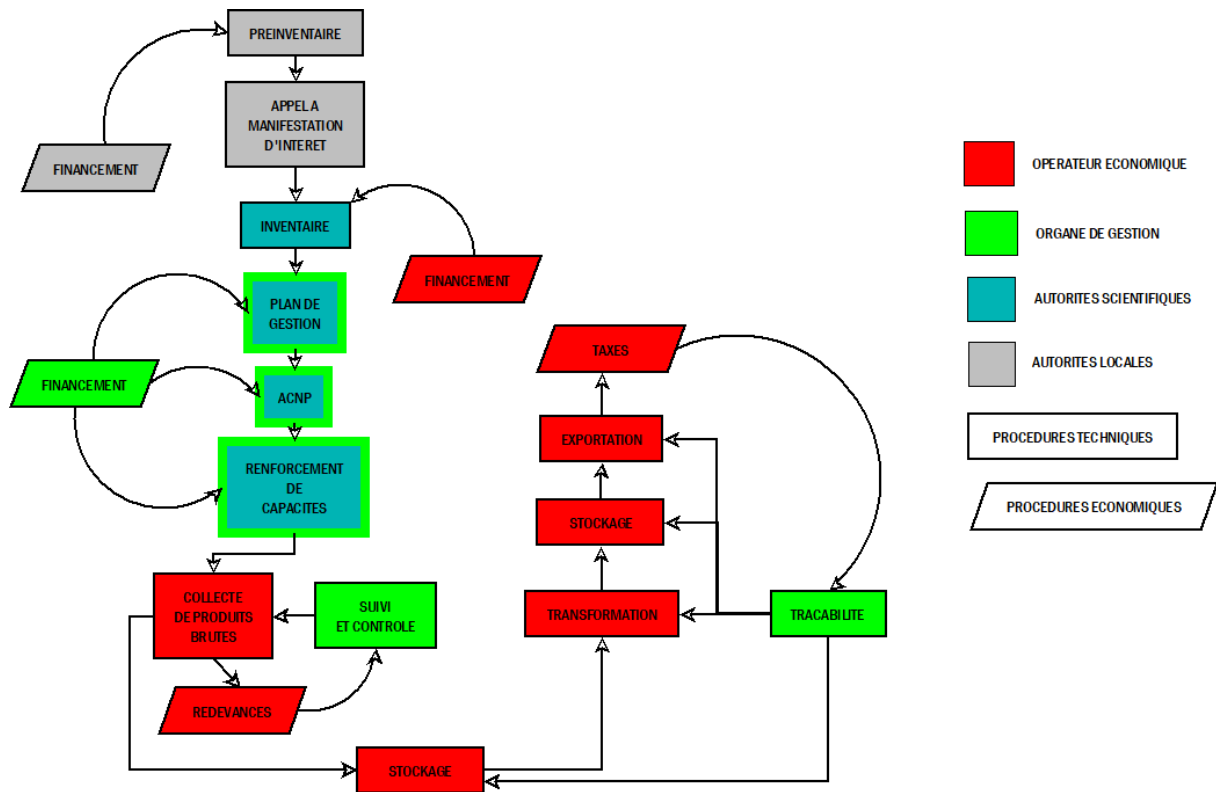 PREINVENTAIRE
APPEL A
MANIFESTATION
D'INTERET
FINANCEMENT
INVENTAIRE
FINANCEMENT
PLAN DE
GESTION
FINANCEMENT
ACNP
RENFORCEMENT
DE
CAPACITES
COLLECTE
DE PRODUITS
BRUTES
SUIVI
ET CONTROLE
REDEVANCES
STOCKAGE
TAXES
EXPORTATION
STOCKAGE
TRANSFORMATION
TRACABILITE
OPERATEUR ECONOMIQUE
ORGANE DE GESTION
AUTORITES SCIENTIFIQUES
AUTORITES LOCALES
PROCEDURES TECHNIQUES
PROCEDURES ECONOMIQUES